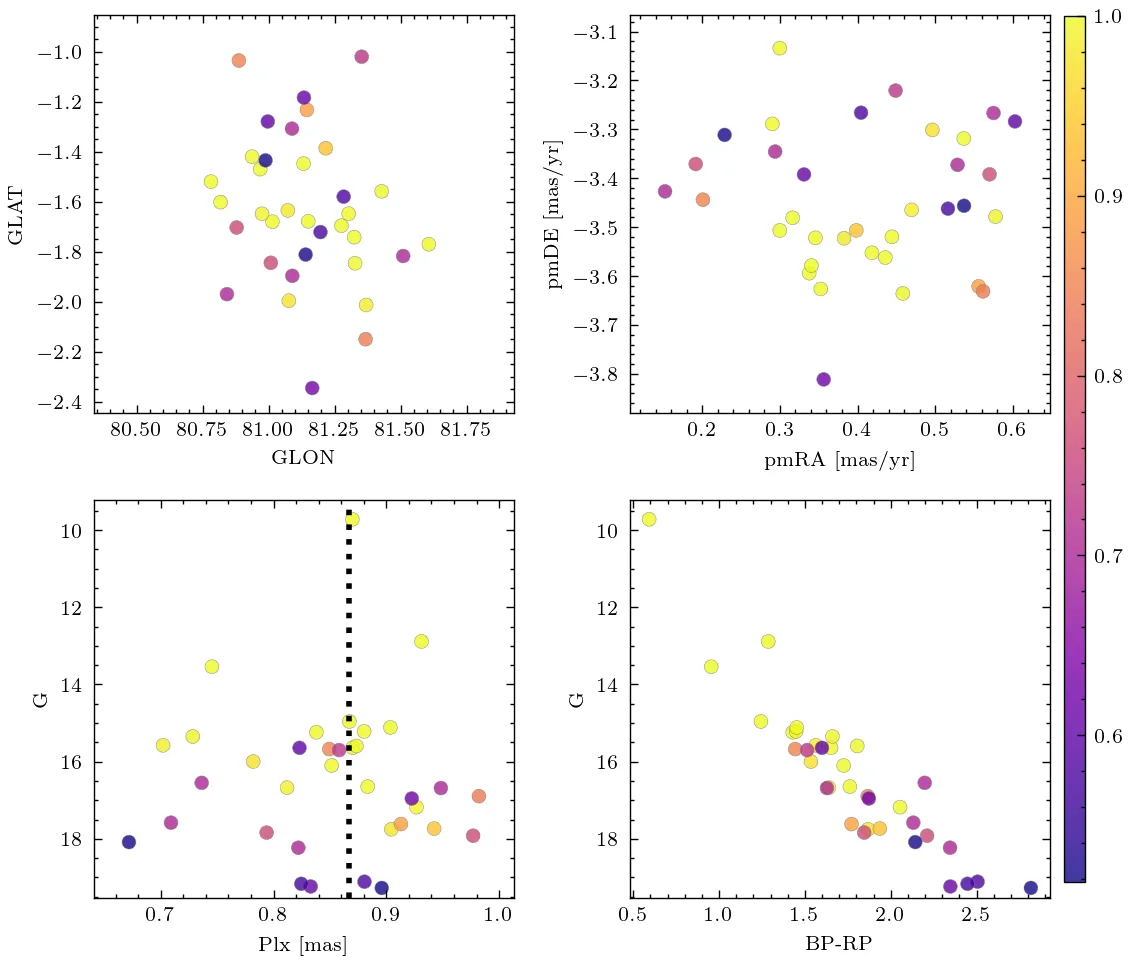 −1.0
−1.2
−1.4
−1.6
−1.8
−2.0
−2.2
−2.4
GLAT
80.50 80.75 81.00 81.25 81.50 81.75
GLON
−3.1
−3.2
−3.3
−3.4
−3.5
−3.6
−3.7
−3.8
pmDE [mas/yr]
0.2 0.3 0.4 0.5 0.6
pmRA [mas/yr]
1.0
0.9
0.8
0.7
0.6
10
12
14
16
18
G
0.7 0.8 0.9 1.0
Plx [mas]
10
12
14
16
18
G
0.5 1.0 1.5 2.0 2.5
BP-RP